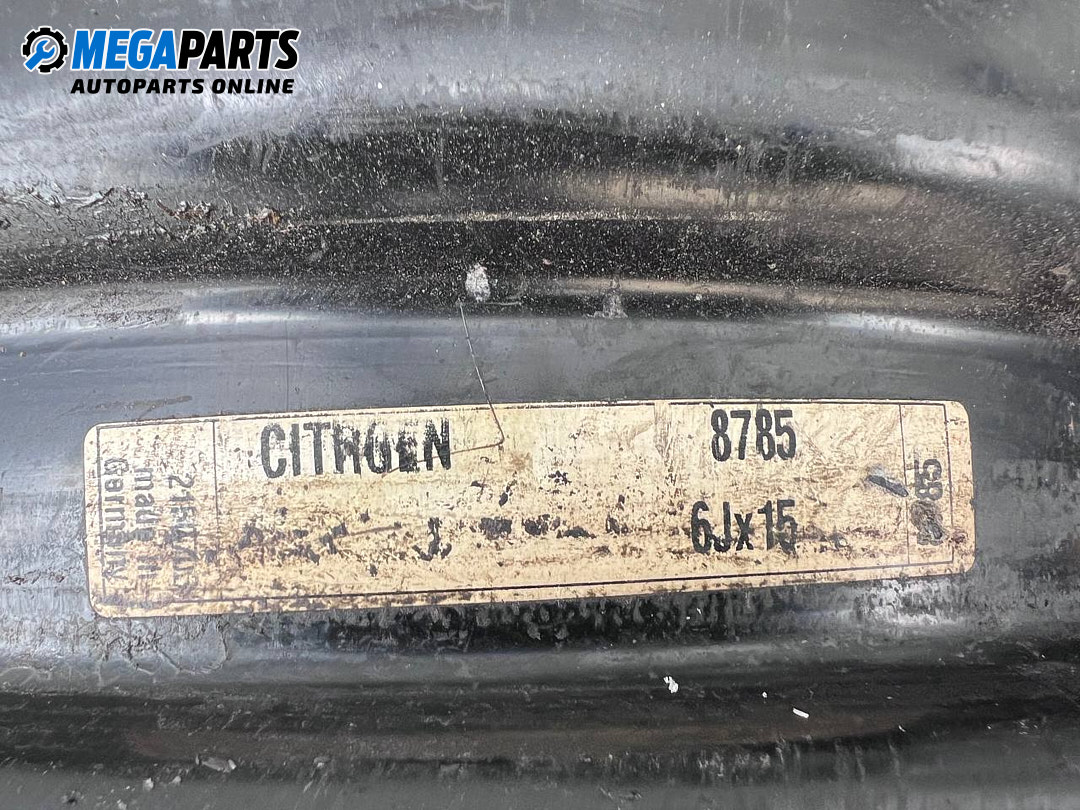 MEGAPARTS
AUTOPARTS ONLINE
CITROEN
8785
6Jx15
made in
Germany